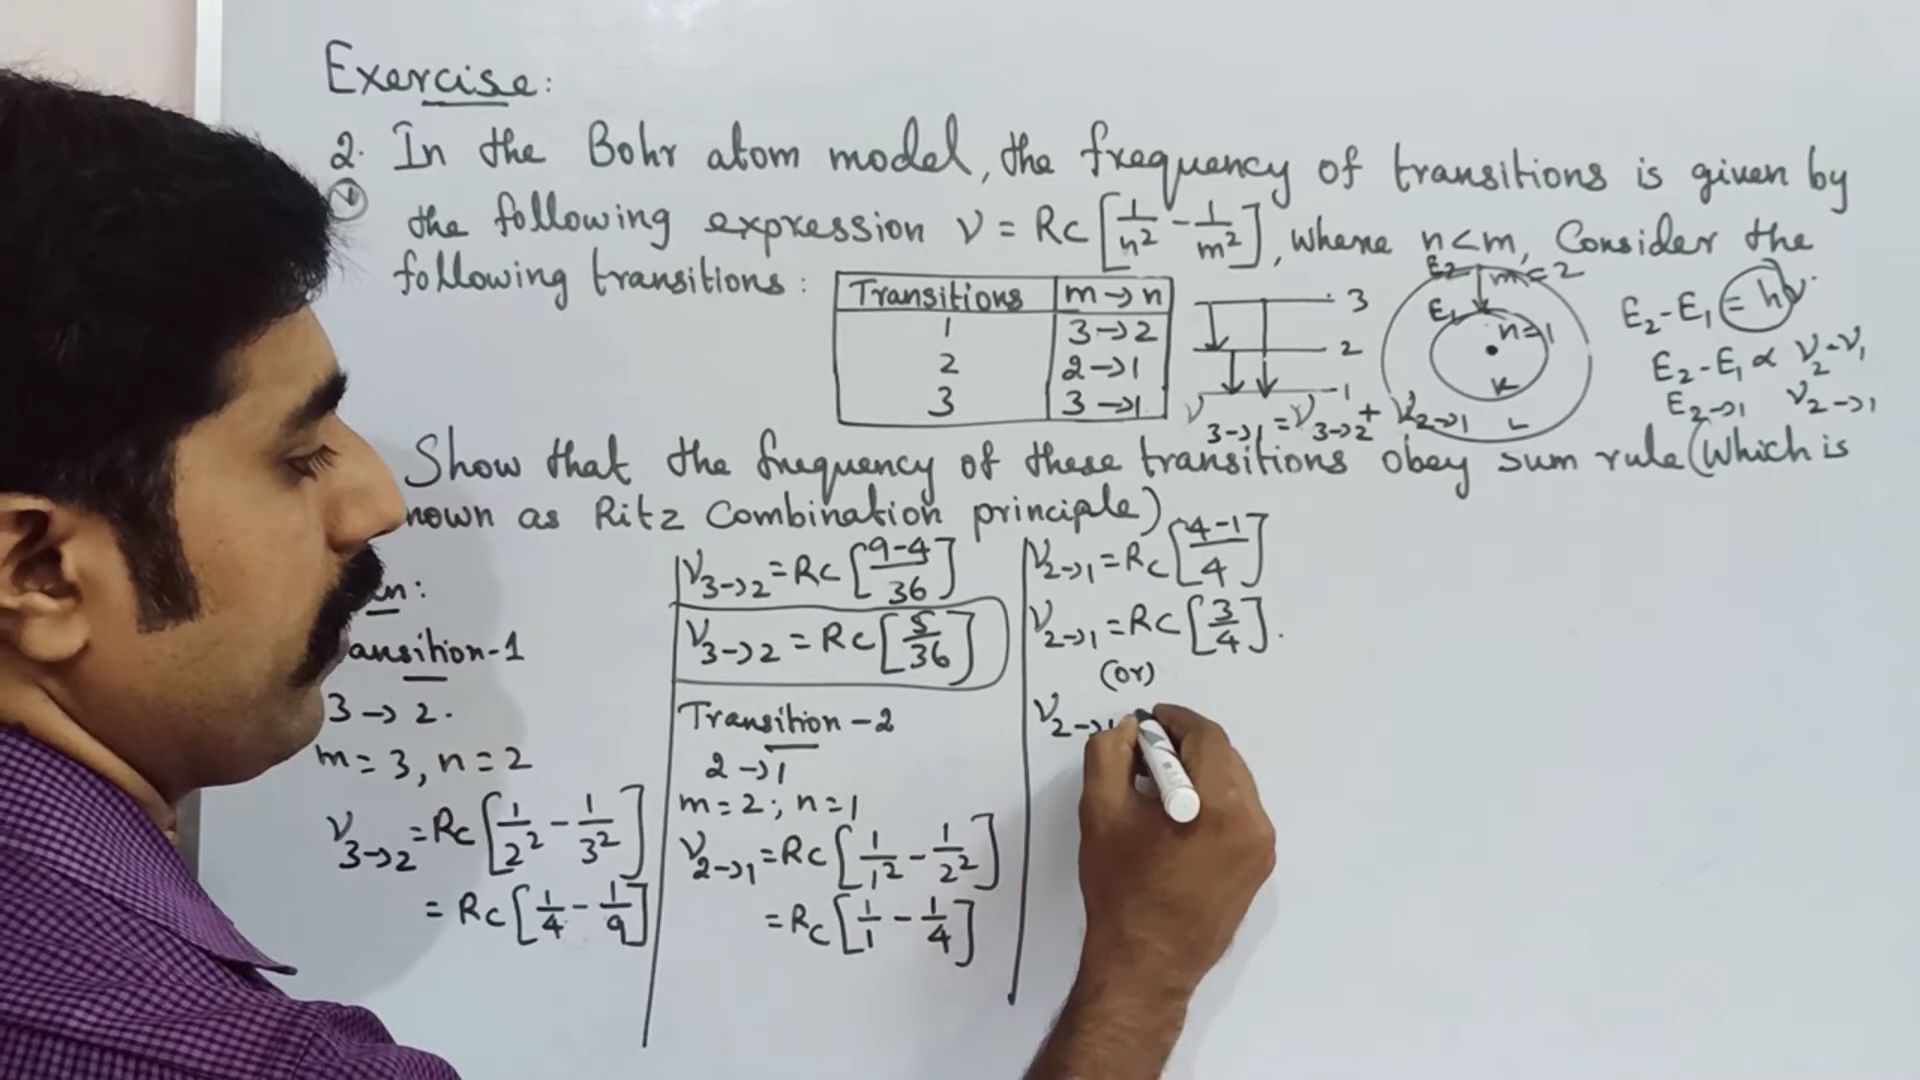 Exercise:
2. In the Bohr atom model, the frequency of transitions is given by
the following expression ν = Rc [1/n² - 1/m²], where n<m, Consider the
following transitions:
Transitions m→n
1 3→2
2 2→1
3 3→1
3
2
1
ν3→1 = ν3→2 + ν2→1
E2 m=2
E1 n=1
K
L
E2-E1 = hν
E2-E1 ∝ ν2-ν1
E2→1 ν2→1
Show that the frequency of these transitions obey sum rule (Which is
nown as Ritz Combination principle)
n:
ansition-1
3→2.
m=3, n=2
ν3→2 = Rc [1/2² - 1/3²]
= Rc [1/4 - 1/9]
ν3→2 = Rc [9-4/36]
ν3→2 = Rc [5/36]
Transition-2
2→1
m=2; n=1
ν2→1 = Rc [1/1² - 1/2²]
= Rc [1/1 - 1/4]
ν2→1 = Rc [4-1/4]
ν2→1 = Rc [3/4].
(or)
ν2→1